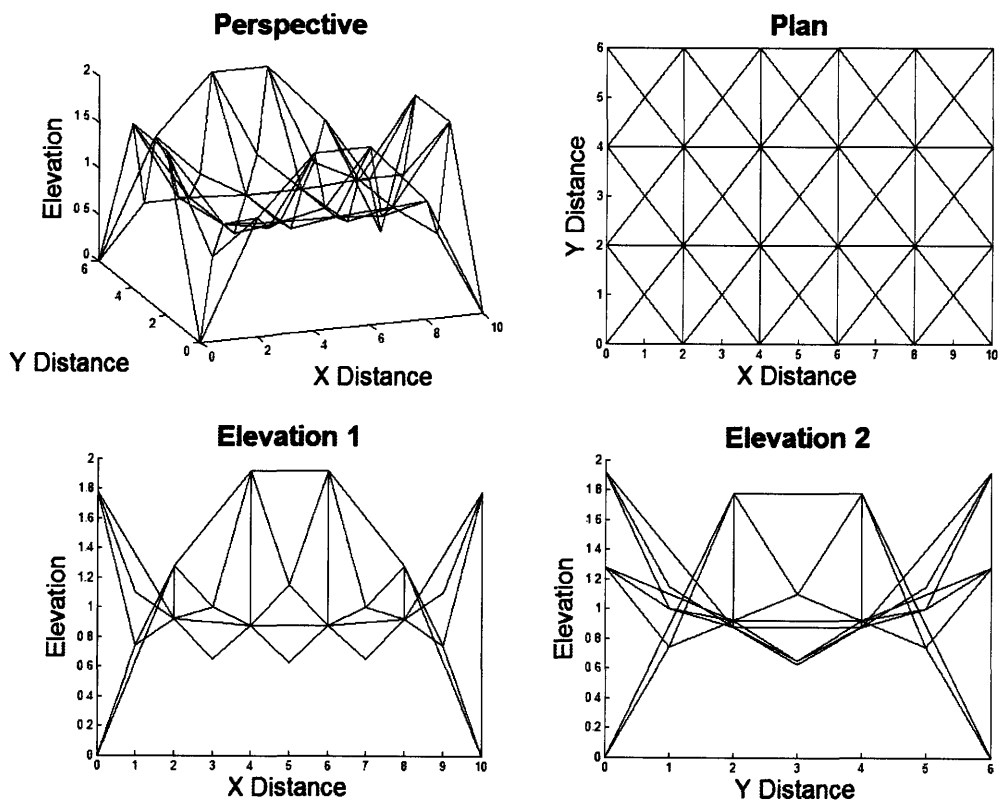 Perspective
2
1 5
1
0.5
0
Elevation
6
4
2
0
Y Distance
0
2
4
6
8
10
X Distance
Plan
6
5
4
3
2
1
0
Y Distance
0 1 2 3 4 5 6 7 8 9 10
X Distance
Elevation 1
2
1.8
1.6
1.4
1.2
1
0.8
0.6
0.4
0.2
0
Elevation
0 1 2 3 4 5 6 7 8 9 10
X Distance
Elevation 2
2
1.8
1.6
1.4
1.2
1
0 8
0 6
0 4
0 2
0
Elevation
0 1 2 3 4 5 6
Y Distance